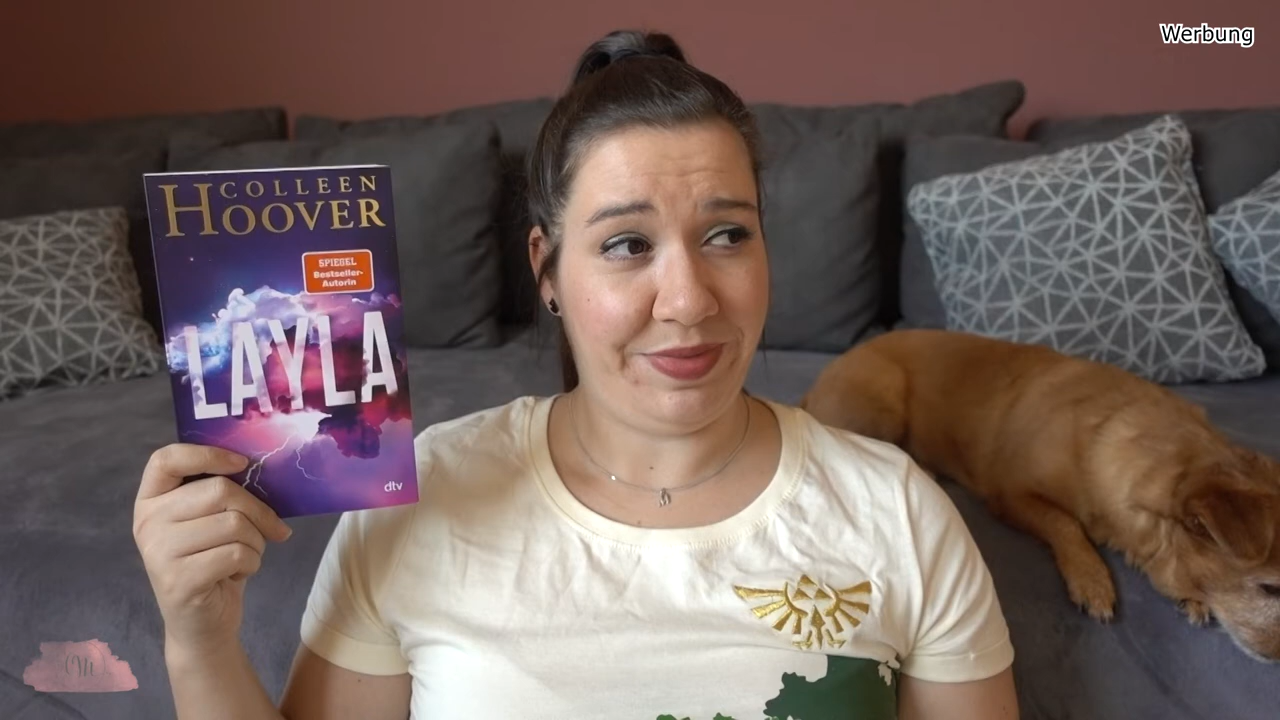 Werbung
COLLEEN
HOOVER
SPIEGEL
Bestseller-
Autorin
LAYLA
dtv